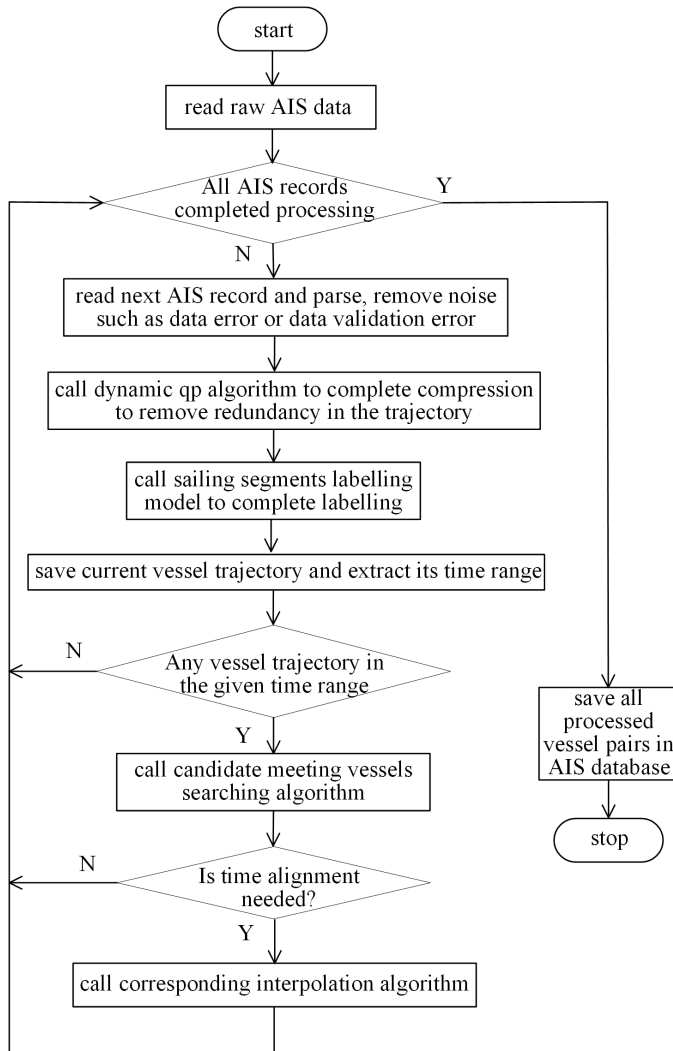 start
read raw AIS data
All AIS records
completed processing
Y
N
read next AIS record and parse, remove noise
such as data error or data validation error
call dynamic qp algorithm to complete compression
to remove redundancy in the trajectory
call sailing segments labelling
model to complete labelling
save current vessel trajectory and extract its time range
N
Any vessel trajectory in
the given time range
Y
save all
processed
vessel pairs in
AIS database
call candidate meeting vessels
searching algorithm
stop
N
Is time alignment
needed?
Y
call corresponding interpolation algorithm